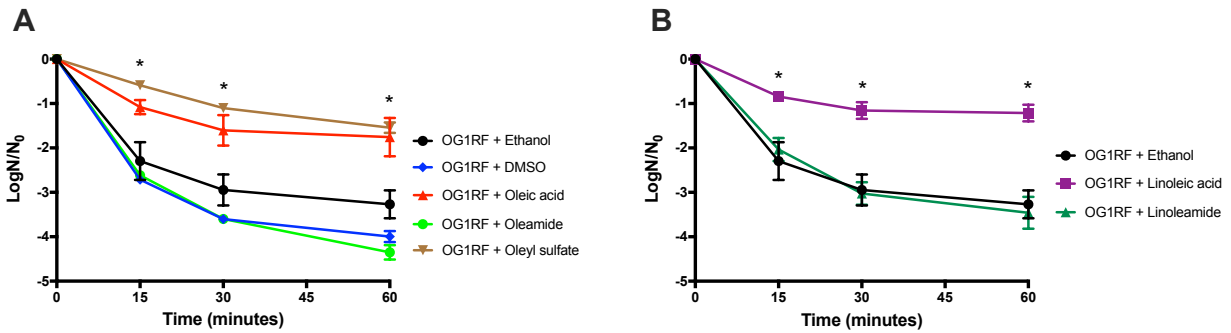 A
LogN/N0
0
-1
-2
-3
-4
-5
* * *
0 15 30 45 60
Time (minutes)
OG1RF + Ethanol
OG1RF + DMSO
OG1RF + Oleic acid
OG1RF + Oleamide
OG1RF + Oleyl sulfate
B
LogN/N0
0
-1
-2
-3
-4
-5
* * *
0 15 30 45 60
Time (minutes)
OG1RF + Ethanol
OG1RF + Linoleic acid
OG1RF + Linoleamide